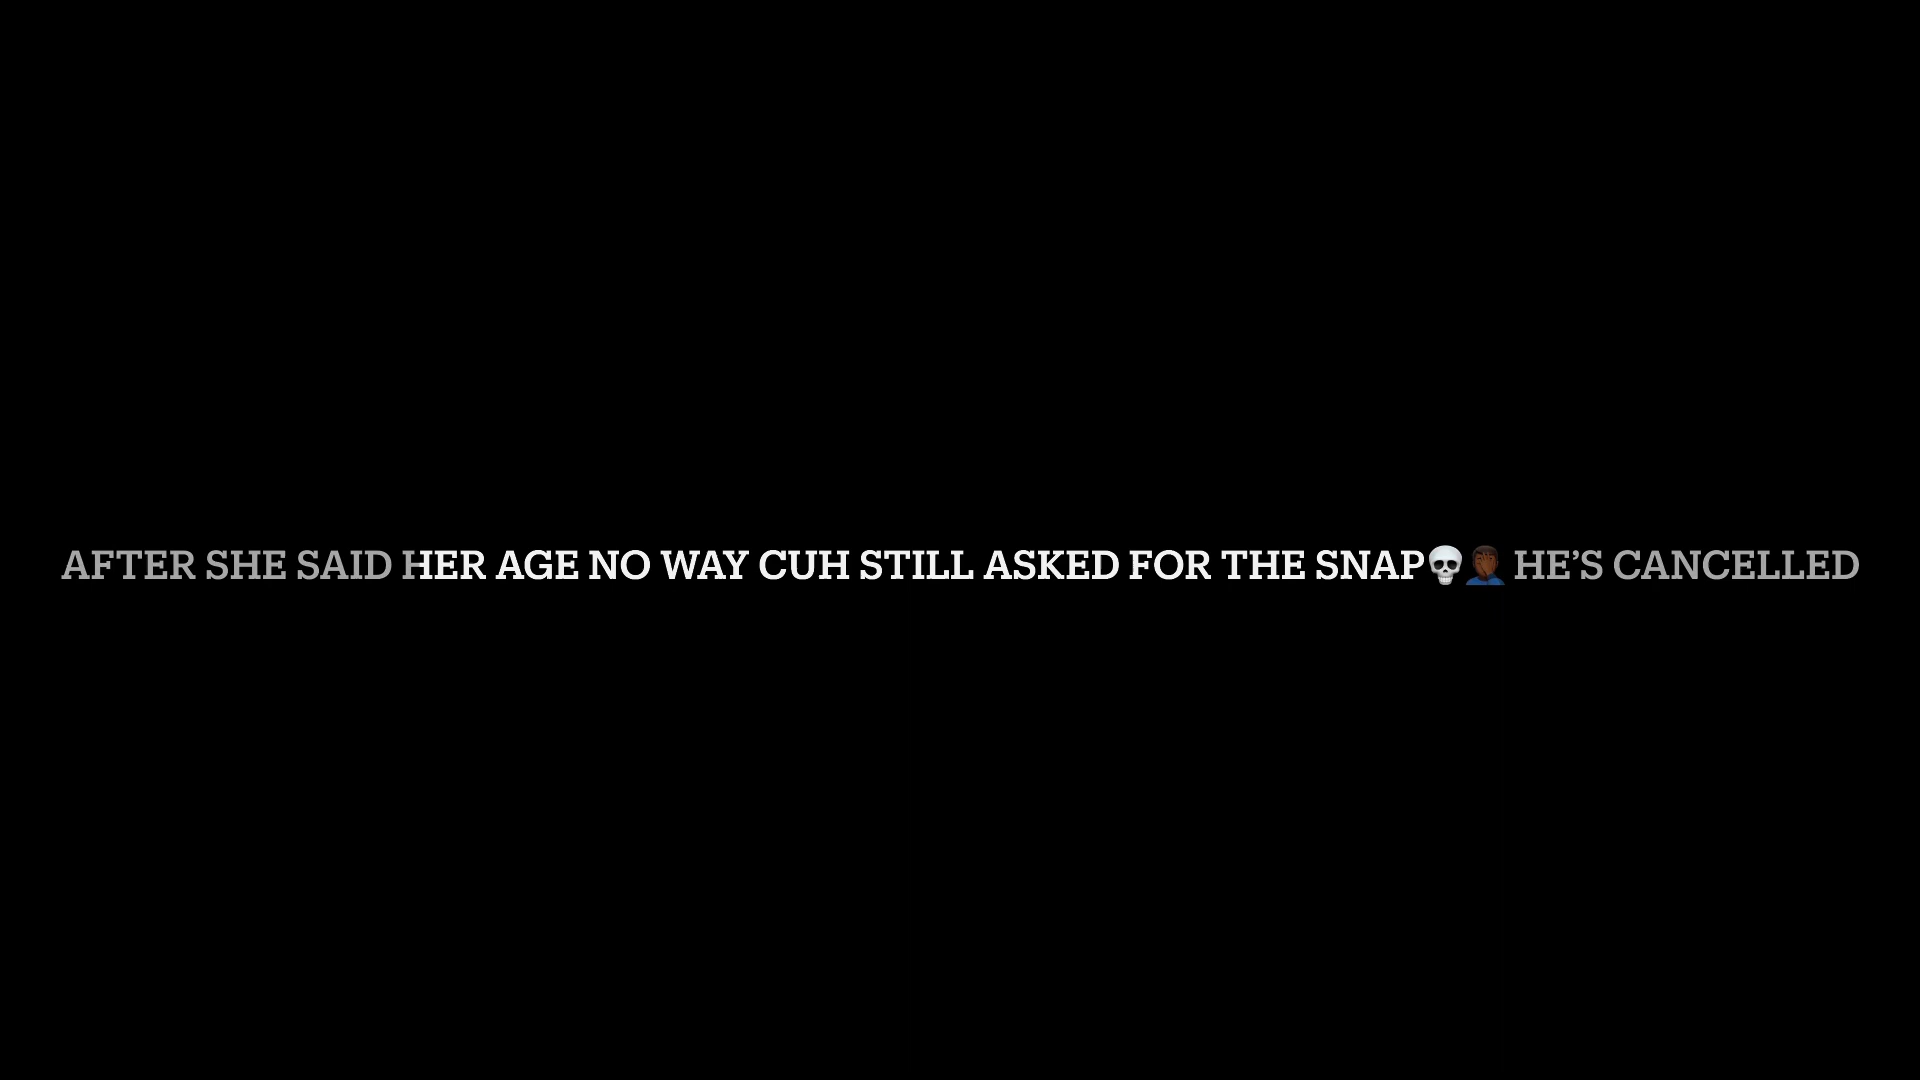 AFTER SHE SAID HER AGE NO WAY CUH STILL ASKED FOR THE SNAP💀🤦🏾‍♂️ HE’S CANCELLED